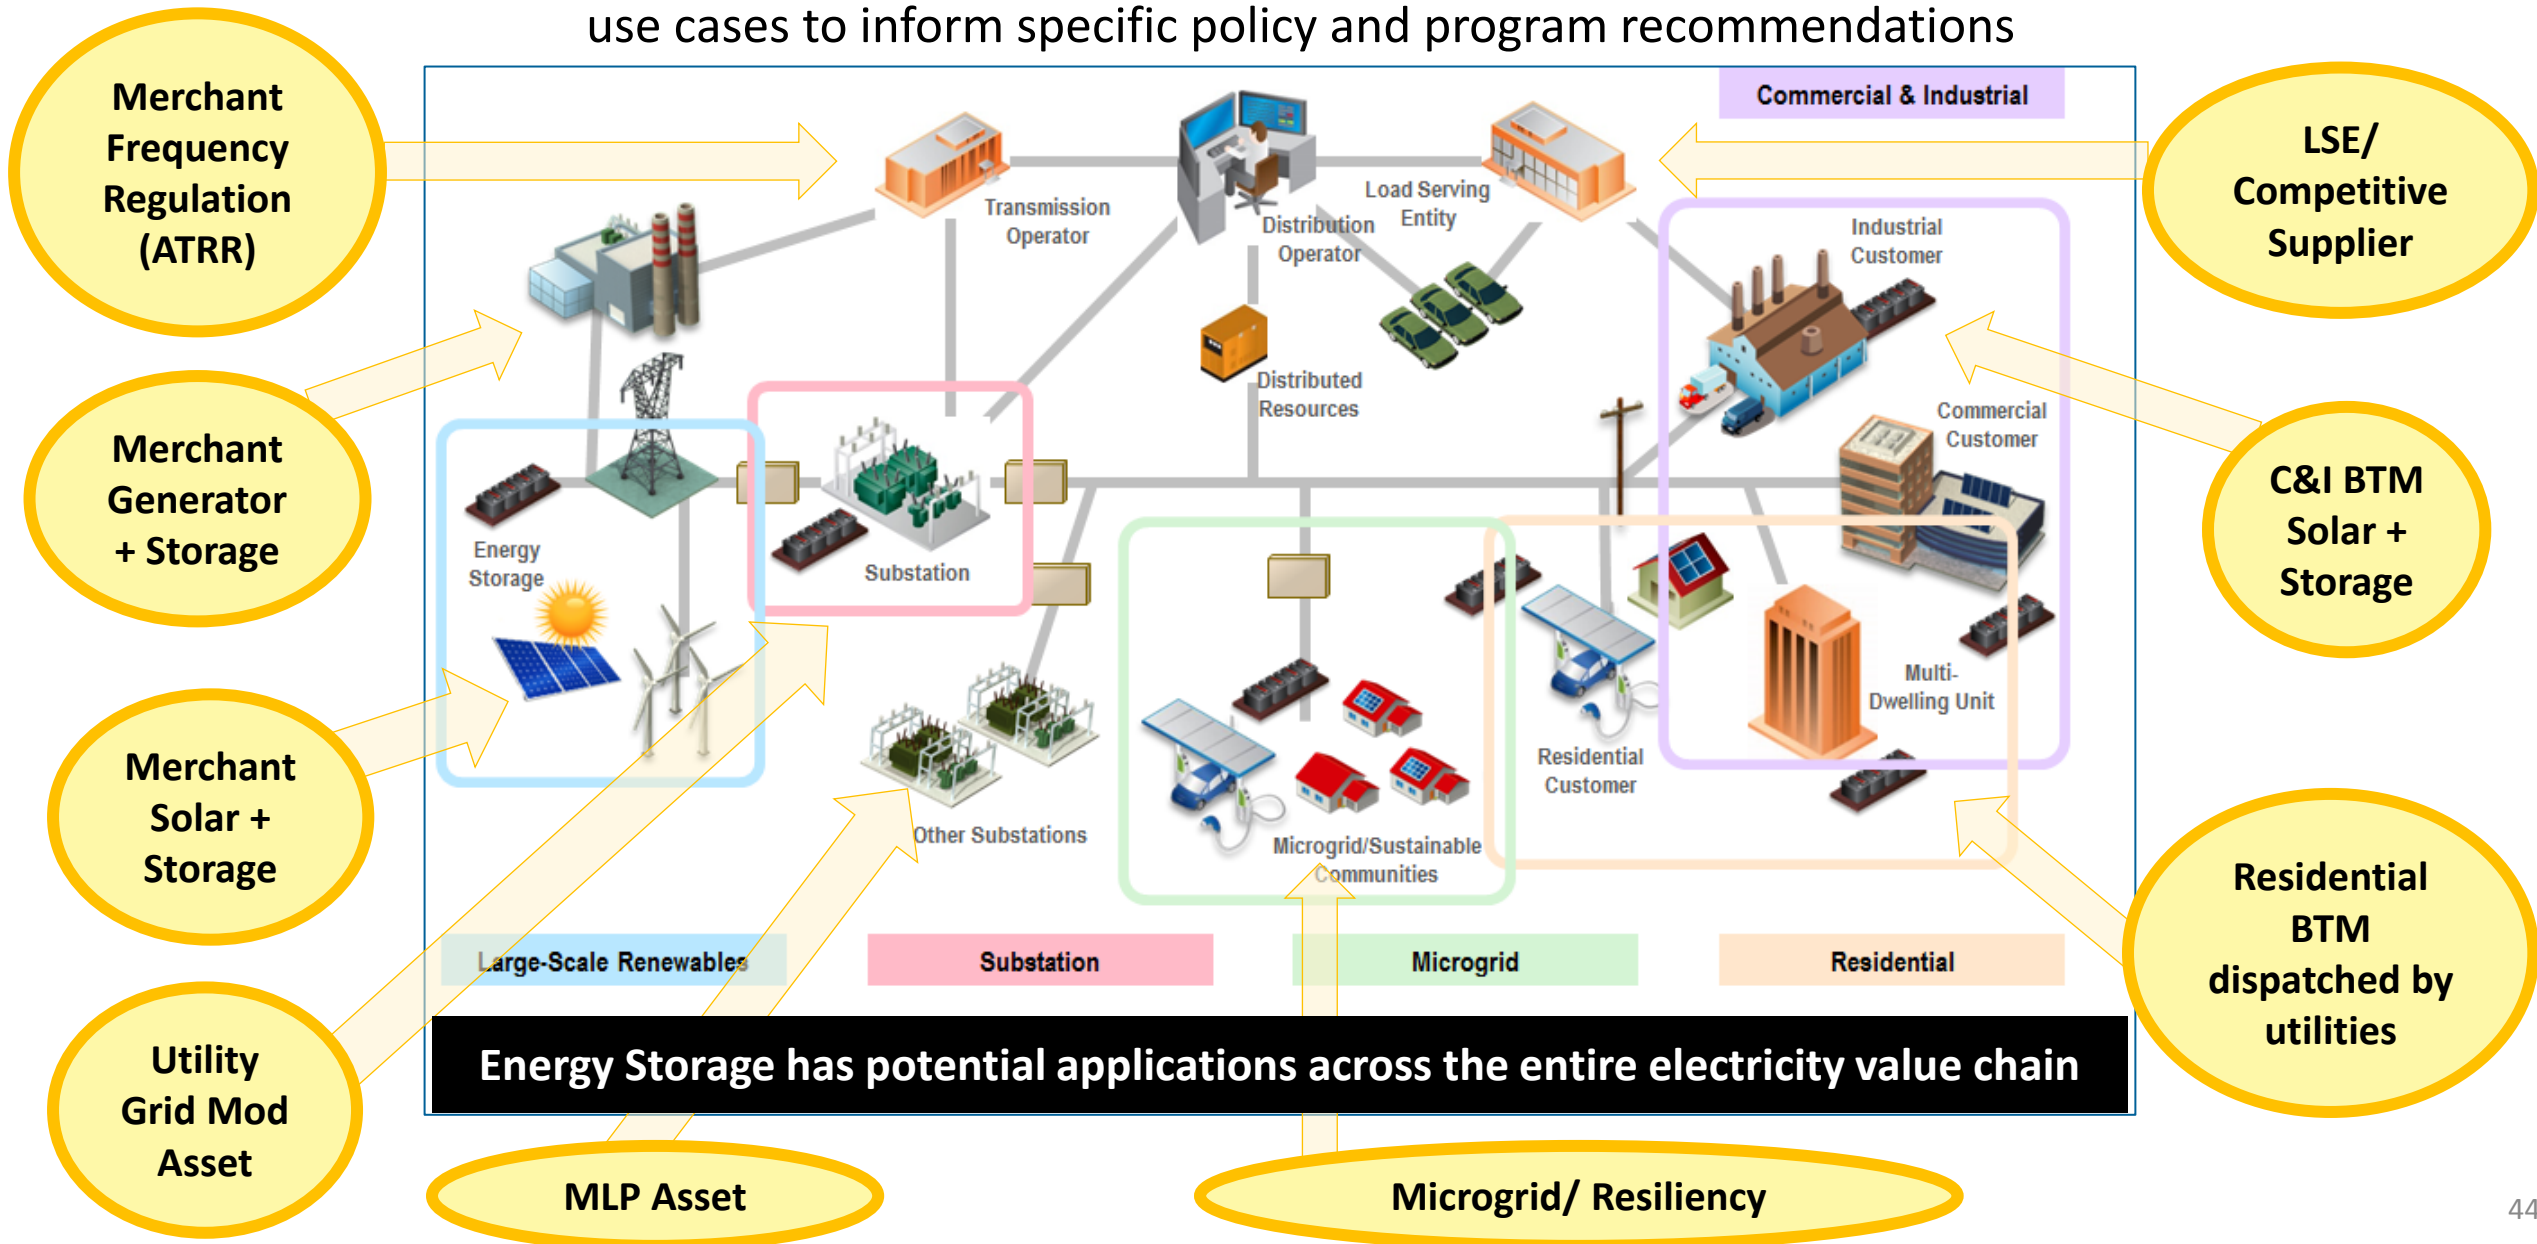 use cases to inform specific policy and program recommendations
Merchant
Frequency
Regulation
(ATRR)
Merchant
Generator
+ Storage
Merchant
Solar +
Storage
Utility
Grid Mod
Asset
Commercial & Industrial
Transmission
Operator
Distribution
Operator
Load Serving
Entity
Industrial
Customer
Distributed
Resources
Commercial
Customer
Energy
Storage
Substation
Multi-
Dwelling Unit
Residential
Customer
Other Substations
Microgrid/Sustainable
Communities
Large-Scale Renewables
Substation
Microgrid
Residential
Energy Storage has potential applications across the entire electricity value chain
MLP Asset
Microgrid/ Resiliency
LSE/
Competitive
Supplier
C&I BTM
Solar +
Storage
Residential
BTM
dispatched by
utilities
44